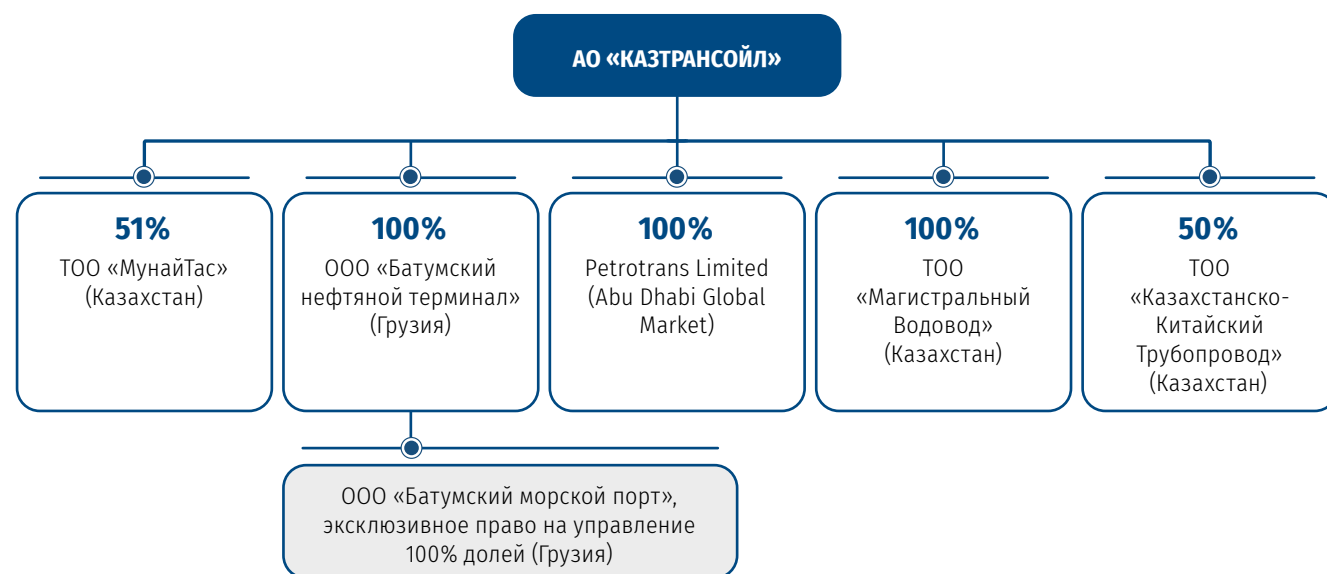 АО «КАЗТРАНСОЙЛ»
51%
ТОО «МунайТас»
(Казахстан)
100%
ООО «Батумский
нефтяной терминал»
(Грузия)
100%
Petrotrans Limited
(Abu Dhabi Global
Market)
100%
ТОО
«Магистральный
Водовод»
(Казахстан)
50%
ТОО
«Казахстанско-
Китайский
Трубопровод»
(Казахстан)
ООО «Батумский морской порт»,
эксклюзивное право на управление
100% долей (Грузия)